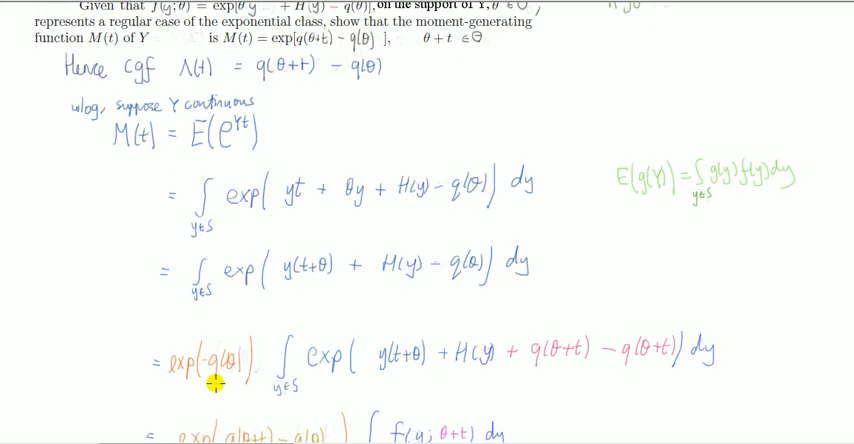 Given that f(y; θ) = exp[θ y ... + H(y) − q(θ)], on the support of Y, θ ∈ Θ,
represents a regular case of the exponential class, show that the moment-generating
function M(t) of Y is M(t) = exp[q(θ+t) − q(θ) ], θ + t ∈ Θ.
Hence cgf Λ(t) = q(θ+t) − q(θ)
wlog, suppose Y continuous
M(t) = E(e^{Yt})
= ∫_{y∈S} exp( yt + θy + H(y) − q(θ)) dy
E(g(Y)) = ∫_{y∈S} g(y) f(y) dy
= ∫_{y∈S} exp( y(t+θ) + H(y) − q(θ)) dy
= exp(−q(θ)) ∫_{y∈S} exp( y(t+θ) + H(y) + q(θ+t) − q(θ+t)) dy
= exp( q(θ+t) − q(θ) ) ∫ f(y; θ+t) dy